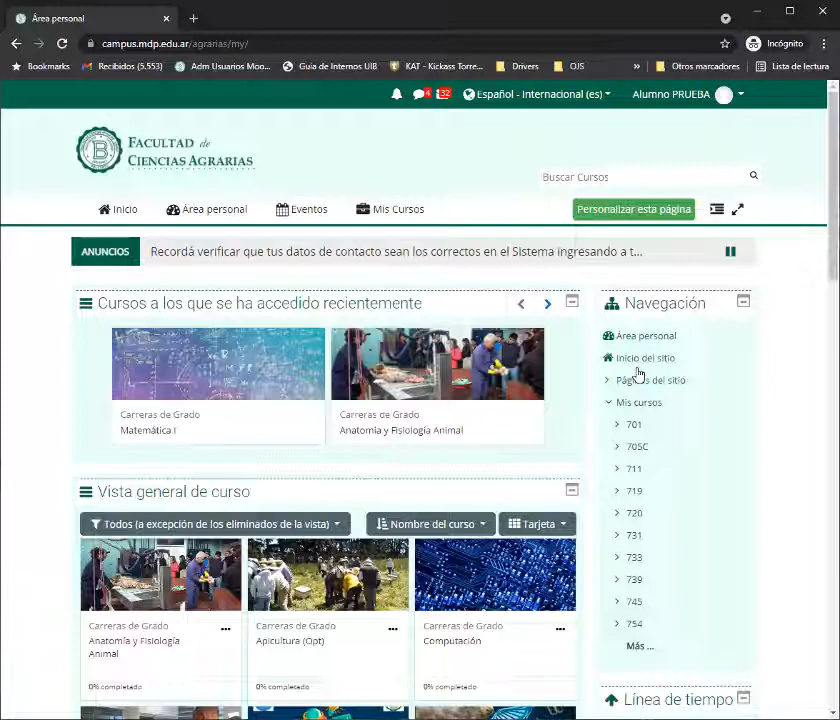 Área personal
campus.mdp.edu.ar/agrarias/my/
Incógnito
Bookmarks
Recibidos (5.553)
Adm Usuarios Moo...
Guia de Internos UIB
KAT - Kickass Torre...
Drivers
OJS
»
Otros marcadores
Lista de lectura
4
32
Español - Internacional (es)
Alumno PRUEBA
FACULTAD de
CIENCIAS AGRARIAS
Buscar Cursos
Inicio
Área personal
Eventos
Mis Cursos
Personalizar esta página
ANUNCIOS
Recordá verificar que tus datos de contacto sean los correctos en el Sistema ingresando a t...
Cursos a los que se ha accedido recientemente
Carreras de Grado
Matemática I
Carreras de Grado
Anatomía y Fisiología Animal
Vista general de curso
Todos (a excepción de los eliminados de la vista)
Nombre del curso
Tarjeta
Carreras de Grado
Anatomía y Fisiología
Animal
0% completado
Carreras de Grado
Apicultura (Opt)
Carreras de Grado
Computación
0% completado
Navegación
Área personal
Inicio del sitio
Páginas del sitio
Mis cursos
701
705C
711
719
720
731
733
739
745
754
Más ...
Línea de tiempo